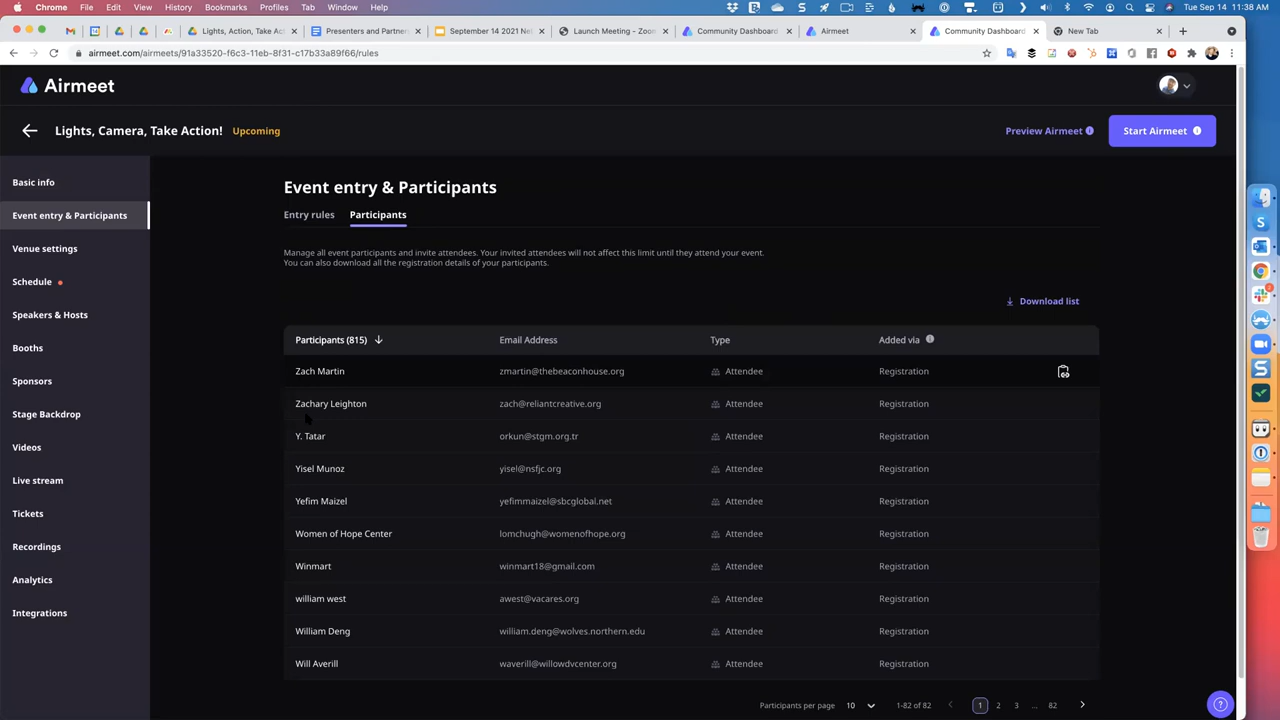 Chrome File Edit View History Bookmarks Profiles Tab Window Help Tue Sep 14 11:38 AM
Lights, Action, Take Ac Presenters and Partner September 14 2021 Ne Launch Meeting - Zoo Community Dashboard Airmeet Community Dashboard New Tab
airmeet.com/airmeets/91a33520-f6c3-11eb-8f31-c17b33a89f66/rules
Airmeet
Lights, Camera, Take Action! Upcoming Preview Airmeet Start Airmeet
Basic info
Event entry & Participants
Venue settings
Schedule
Speakers & Hosts
Booths
Sponsors
Stage Backdrop
Videos
Live stream
Tickets
Recordings
Analytics
Integrations
Event entry & Participants
Entry rules Participants
Manage all event participants and invite attendees. Your invited attendees will not affect this limit until they attend your event.
You can also download all the registration details of your participants.
Download list
Participants (815) Email Address Type Added via
Zach Martin zmartin@thebeaconhouse.org Attendee Registration
Zachary Leighton zach@reliantcreative.org Attendee Registration
Y. Tatar orkun@stgm.org.tr Attendee Registration
Yisel Munoz yisel@nsfjc.org Attendee Registration
Yefim Maizel yefimmaizel@sbcglobal.net Attendee Registration
Women of Hope Center lomchugh@womenofhope.org Attendee Registration
Winmart winmart18@gmail.com Attendee Registration
william west awest@vacares.org Attendee Registration
William Deng william.deng@wolves.northern.edu Attendee Registration
Will Averill waverill@willowdvcenter.org Attendee Registration
Participants per page 10 1-82 of 82 1 2 3 ... 82